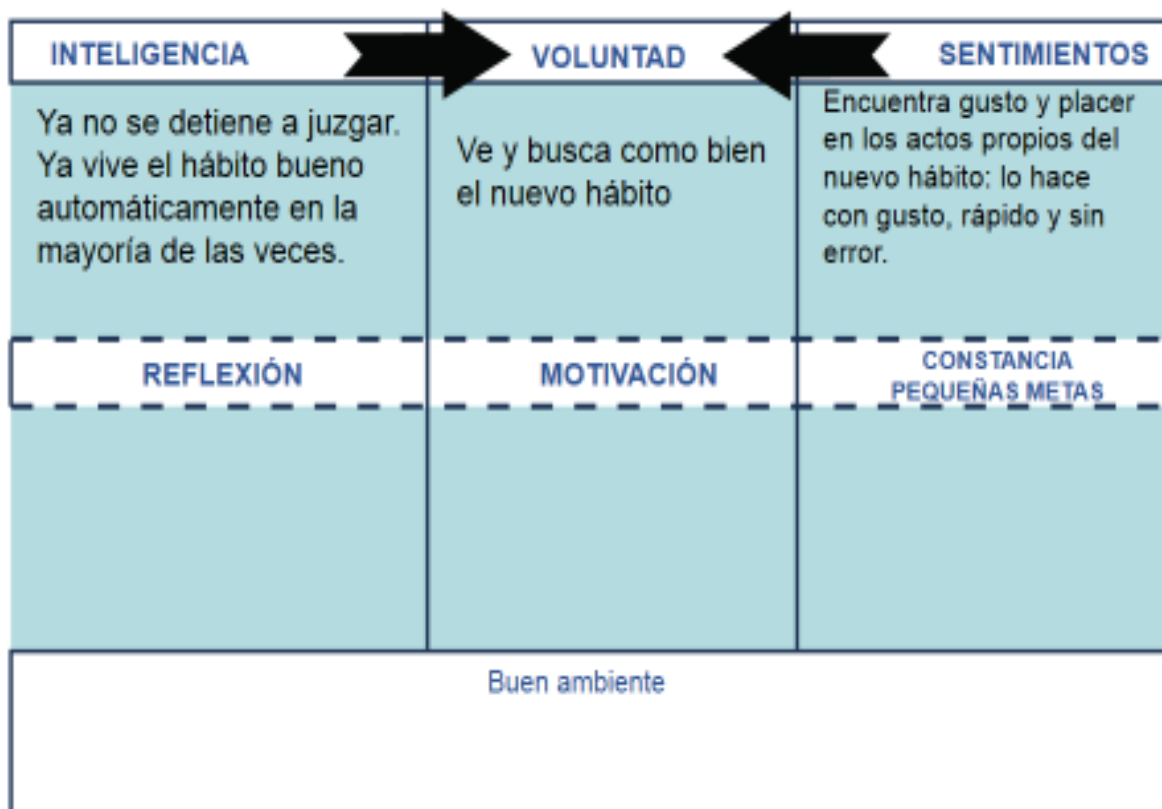 INTELIGENCIA
VOLUNTAD
SENTIMIENTOS
Ya no se detiene a juzgar.
Ya vive el hábito bueno
automáticamente en la
mayoría de las veces.
Ve y busca como bien
el nuevo hábito
Encuentra gusto y placer
en los actos propios del
nuevo hábito: lo hace
con gusto, rápido y sin
error.
REFLEXIÓN
MOTIVACIÓN
CONSTANCIA
PEQUEÑAS METAS
Buen ambiente